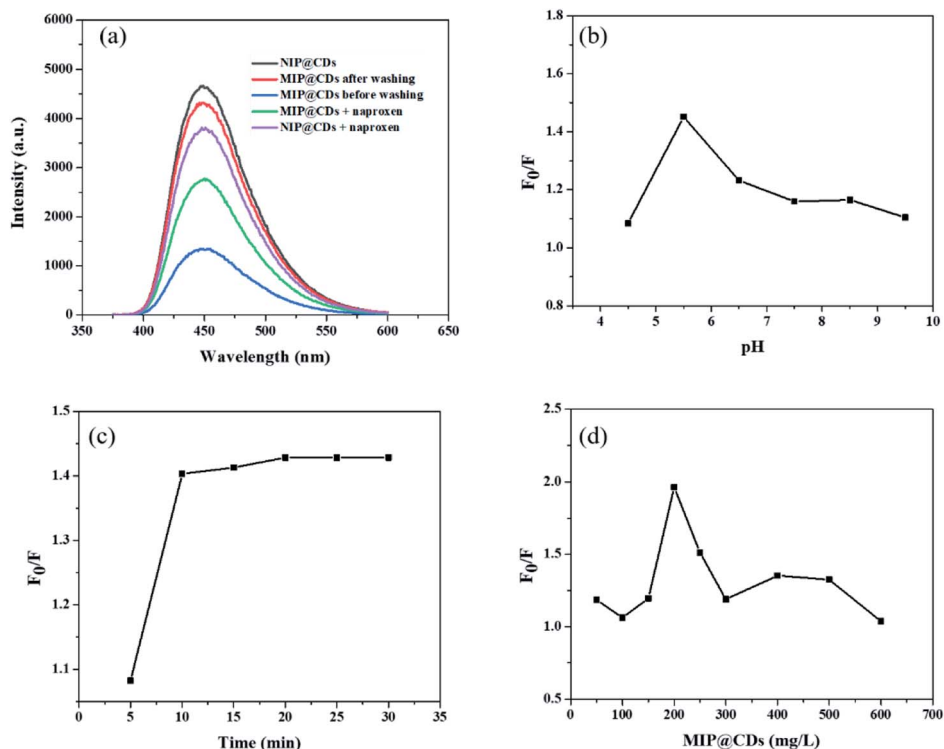 (a)
6000
5000
4000
3000
2000
1000
0
Intensity (a.u.)
NIP@CDs
MIP@CDs after washing
MIP@CDs before washing
MIP@CDs + naproxen
NIP@CDs + naproxen
350 400 450 500 550 600 650
Wavelength (nm)
(b)
1.8
1.6
1.4
1.2
1.0
0.8
F0/F
4 5 6 7 8 9 10
pH
(c)
1.5
1.4
1.3
1.2
1.1
F0/F
0 5 10 15 20 25 30 35
Time (min)
(d)
2.5
2.0
1.5
1.0
0.5
F0/F
0 100 200 300 400 500 600 700
MIP@CDs (mg/L)